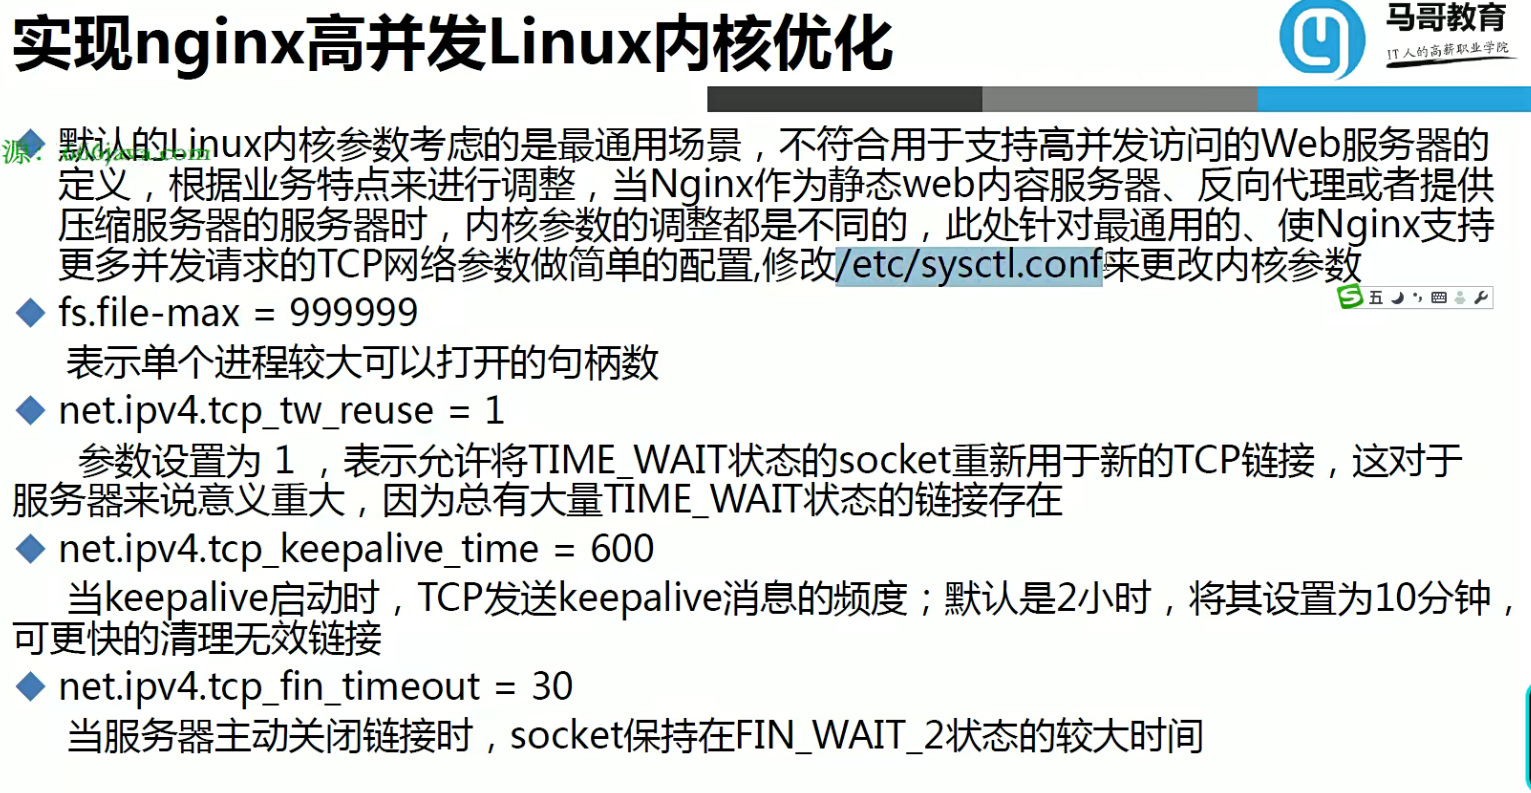 实现nginx高并发Linux内核优化
马哥教育
IT人的高薪职业学院
默认的Linux内核参数考虑的是最通用场景，不符合用于支持高并发访问的Web服务器的
源：666java.com
定义，根据业务特点来进行调整，当Nginx作为静态web内容服务器、反向代理或者提供
压缩服务器的服务器时，内核参数的调整都是不同的，此处针对最通用的、使Nginx支持
更多并发请求的TCP网络参数做简单的配置,修改/etc/sysctl.conf来更改内核参数
五
fs.file-max = 999999
表示单个进程较大可以打开的句柄数
net.ipv4.tcp_tw_reuse = 1
参数设置为 1 ，表示允许将TIME_WAIT状态的socket重新用于新的TCP链接，这对于
服务器来说意义重大，因为总有大量TIME_WAIT状态的链接存在
net.ipv4.tcp_keepalive_time = 600
当keepalive启动时，TCP发送keepalive消息的频度；默认是2小时，将其设置为10分钟，
可更快的清理无效链接
net.ipv4.tcp_fin_timeout = 30
当服务器主动关闭链接时，socket保持在FIN_WAIT_2状态的较大时间